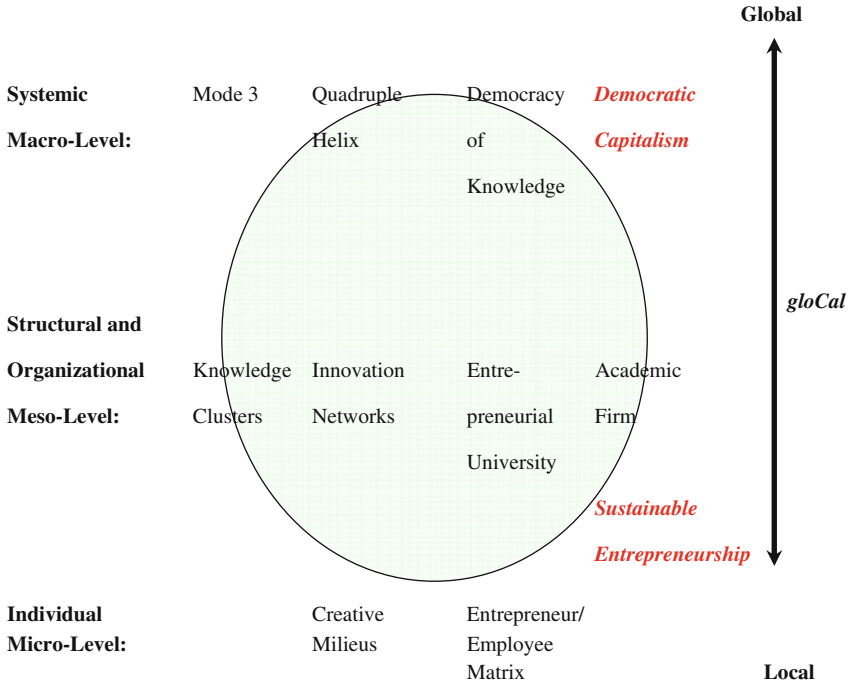 Global
Systemic Mode 3 Quadruple Democracy Democratic
Macro-Level: Helix of Capitalism
Knowledge
gloCal
Structural and
Organizational Knowledge Innovation Entre- Academic
Meso-Level: Clusters Networks preneurial Firm
University
Sustainable
Entrepreneurship
Individual Creative Entrepreneur/
Micro-Level: Milieus Employee
Matrix Local